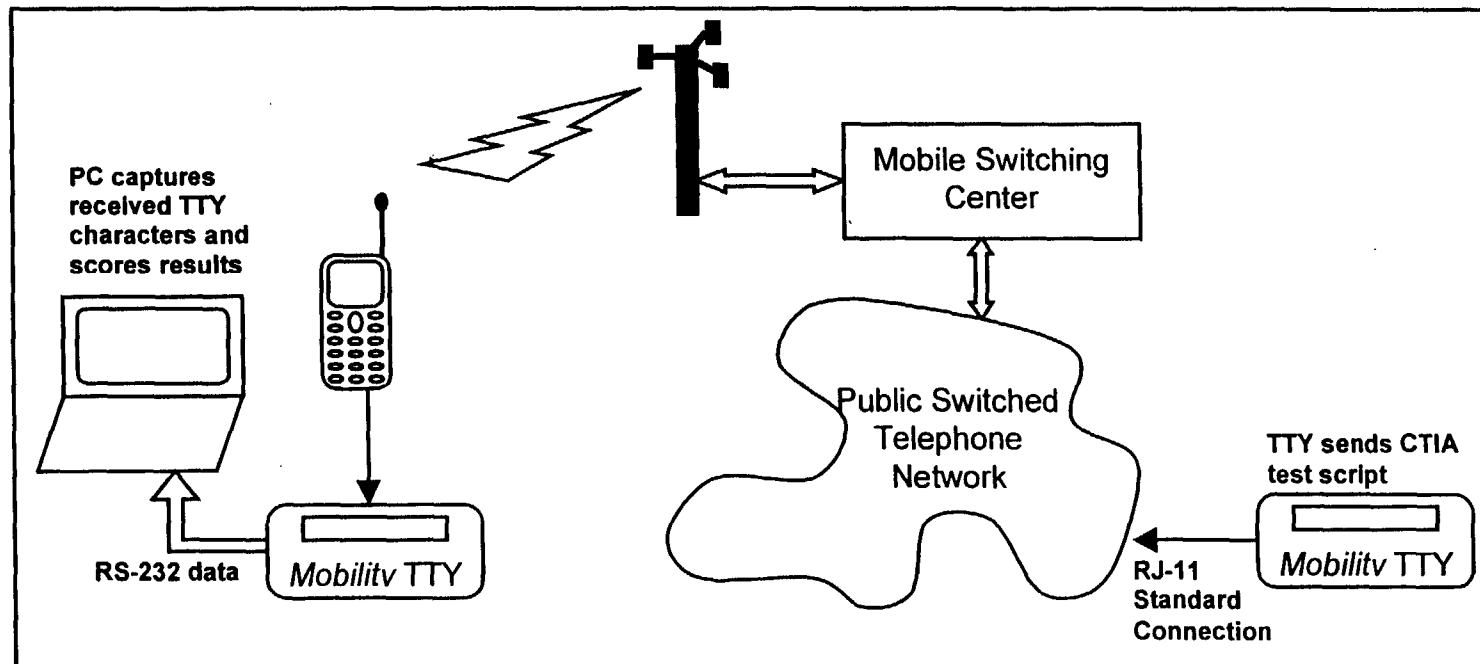 PC captures
received TTY
characters and
scores results
Mobile Switching
Center
Public Switched
Telephone
Network
TTY sends CTIA
test script
RS-232 data
Mobilitv TTY
RJ-11
Standard
Connection
Mobilitv TTY